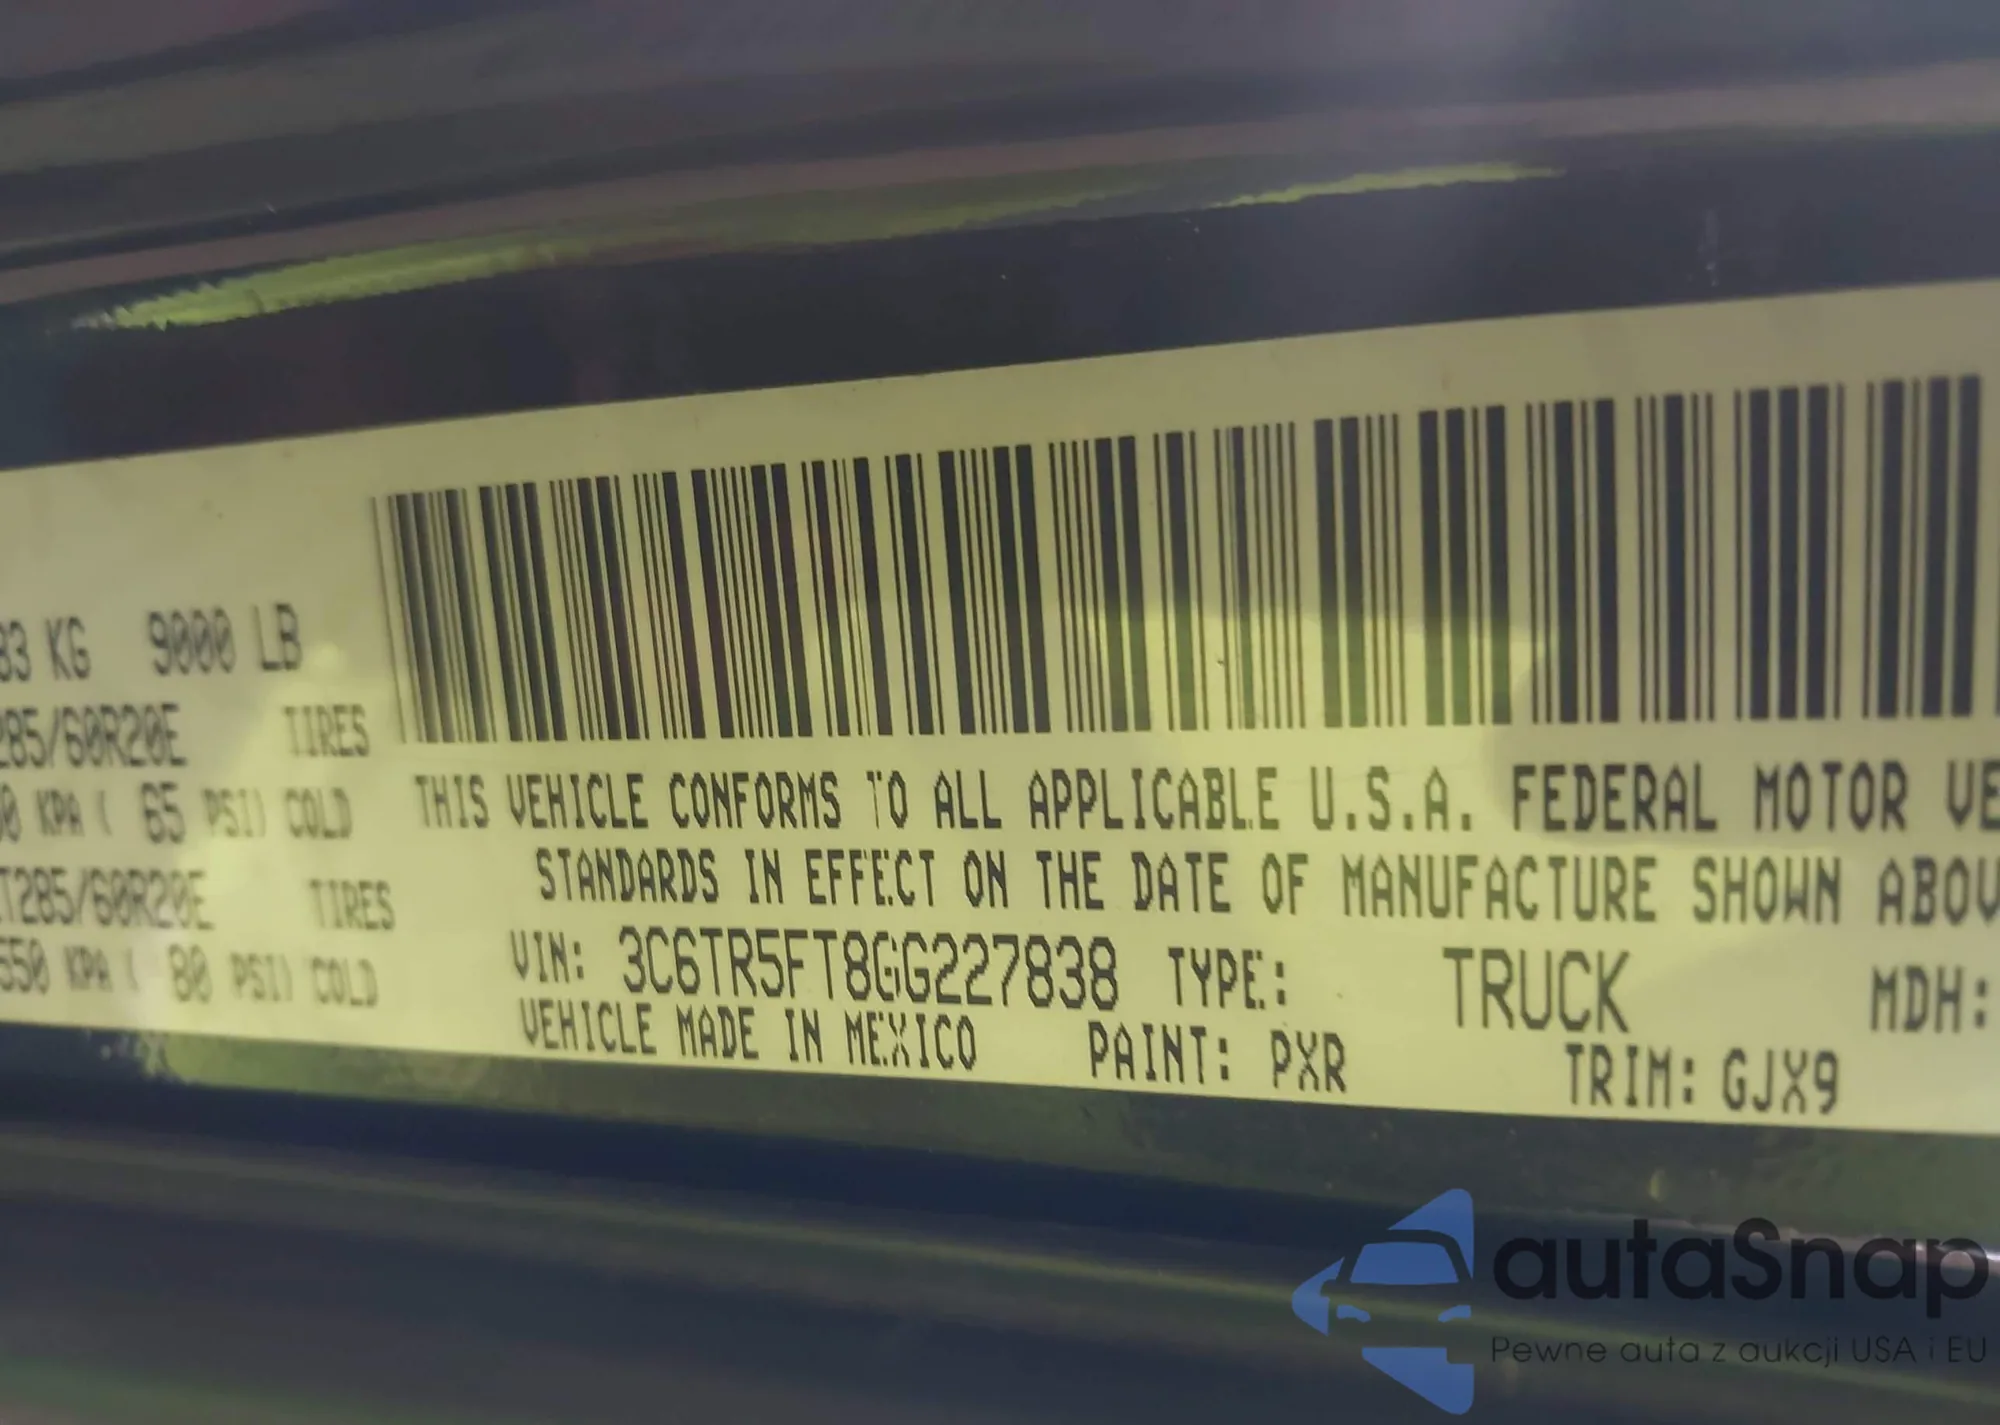 83 KG 9000 LB
285/60R20E TIRES
0 KPA ( 65 PSI) COLD
T285/60R20E TIRES
550 KPA ( 80 PSI) COLD
THIS VEHICLE CONFORMS TO ALL APPLICABLE U.S.A. FEDERAL MOTOR VE
STANDARDS IN EFFECT ON THE DATE OF MANUFACTURE SHOWN ABOV
VIN: 3C6TR5FT8GG227838 TYPE: TRUCK MDH:
VEHICLE MADE IN MEXICO PAINT: PXR TRIM: GJX9
autaSnap
Pewne auta z aukcji USA i EU